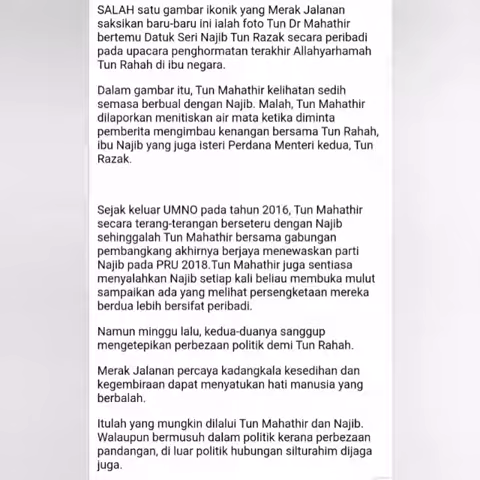 SALAH satu gambar ikonik yang Merak Jalanan
saksikan baru-baru ini ialah foto Tun Dr Mahathir
bertemu Datuk Seri Najib Tun Razak secara peribadi
pada upacara penghormatan terakhir Allahyarhamah
Tun Rahah di ibu negara.
Dalam gambar itu, Tun Mahathir kelihatan sedih
semasa berbual dengan Najib. Malah, Tun Mahathir
dilaporkan menitiskan air mata ketika diminta
pemberita mengimbau kenangan bersama Tun Rahah,
ibu Najib yang juga isteri Perdana Menteri kedua, Tun
Razak.
Sejak keluar UMNO pada tahun 2016, Tun Mahathir
secara terang-terangan berseteru dengan Najib
sehinggalah Tun Mahathir bersama gabungan
pembangkang akhirnya berjaya menewaskan parti
Najib pada PRU 2018.Tun Mahathir juga sentiasa
menyalahkan Najib setiap kali beliau membuka mulut
sampaikan ada yang melihat persengketaan mereka
berdua lebih bersifat peribadi.
Namun minggu lalu, kedua-duanya sanggup
mengetepikan perbezaan politik demi Tun Rahah.
Merak Jalanan percaya kadangkala kesedihan dan
kegembiraan dapat menyatukan hati manusia yang
berbalah.
Itulah yang mungkin dilalui Tun Mahathir dan Najib.
Walaupun bermusuh dalam politik kerana perbezaan
pandangan, di luar politik hubungan silturahim dijaga
juga.